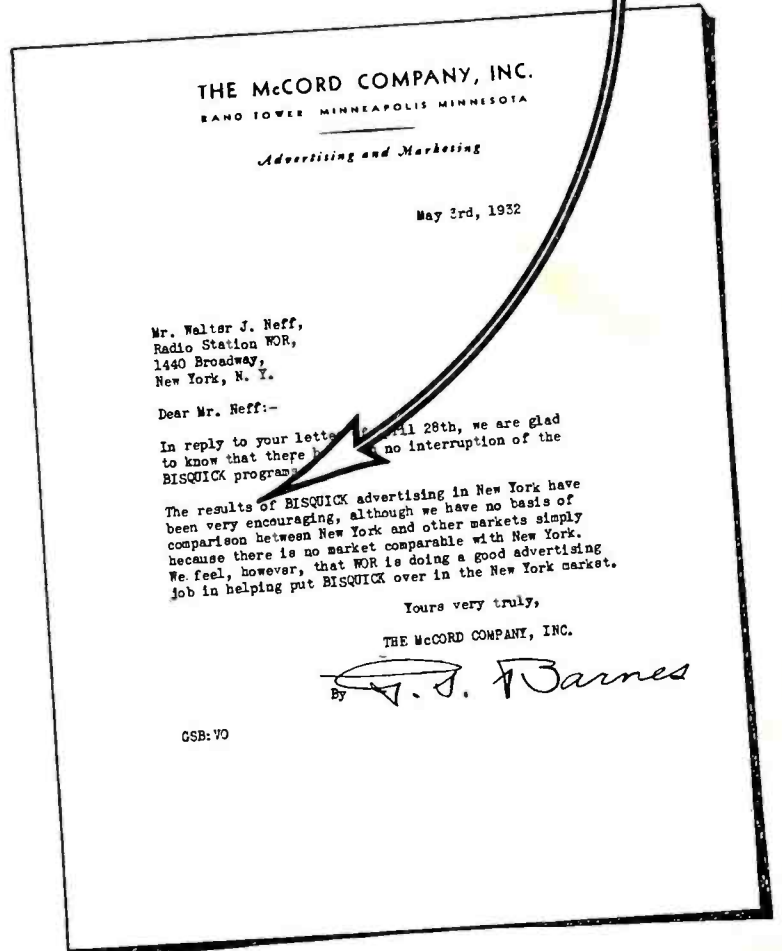 THE McCORD COMPANY, INC.
RAND TOWER MINNEAPOLIS MINNESOTA
Advertising and Marketing
May 3rd, 1932
Mr. Walter J. Neff,
Radio Station WOR,
1440 Broadway,
New York, N. Y.
Dear Mr. Neff:-
In reply to your letter 28th, we are glad
to know that there no interruption of the
BISQUICK programs
The results of BISQUICK advertising in New York have
been very encouraging, although we have no basis of
comparison between New York and other markets simply
because there is no market comparable with New York.
We feel, however, that WOR is doing a good advertising
job in helping put BISQUICK over in the New York market.
Yours very truly,
THE McCORD COMPANY, INC.
By G. S. Barnes
GSB:VO